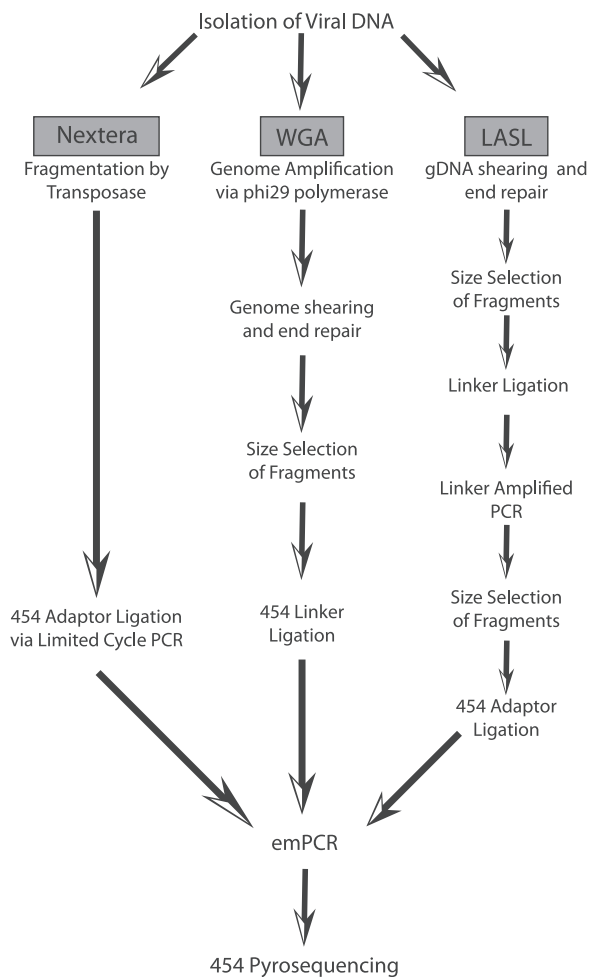 Isolation of Viral DNA
Nextera
Fragmentation by
Transposase
454 Adaptor Ligation
via Limited Cycle PCR
WGA
Genome Amplification
via phi29 polymerase
Genome shearing
and end repair
Size Selection
of Fragments
454 Linker
Ligation
LASL
gDNA shearing and
end repair
Size Selection
of Fragments
Linker Ligation
Linker Amplified
PCR
Size Selection
of Fragments
454 Adaptor
Ligation
emPCR
454 Pyrosequencing